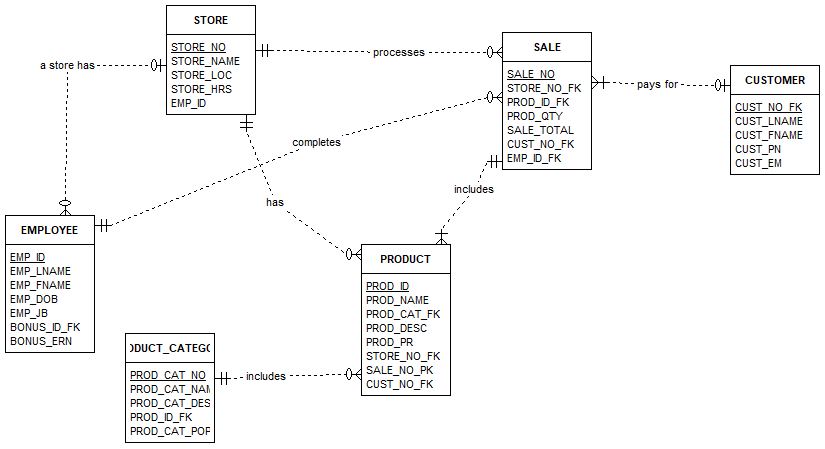 STORE
STORE_NO
STORE_NAME
STORE_LOC
STORE_HRS
EMP_ID
a store has
processes
SALE
SALE_NO
STORE_NO_FK
PROD_ID_FK
PROD_QTY
SALE_TOTAL
CUST_NO_FK
EMP_ID_FK
pays for
CUSTOMER
CUST_NO_FK
CUST_LNAME
CUST_FNAME
CUST_PN
CUST_EM
completes
includes
has
EMPLOYEE
EMP_ID
EMP_LNAME
EMP_FNAME
EMP_DOB
EMP_JB
BONUS_ID_FK
BONUS_ERN
PRODUCT
PROD_ID
PROD_NAME
PROD_CAT_FK
PROD_DESC
PROD_PR
STORE_NO_FK
SALE_NO_PK
CUST_NO_FK
DUCT_CATEG
PROD_CAT_NO
PROD_CAT_NAM
PROD_CAT_DES
PROD_ID_FK
PROD_CAT_POP
includes